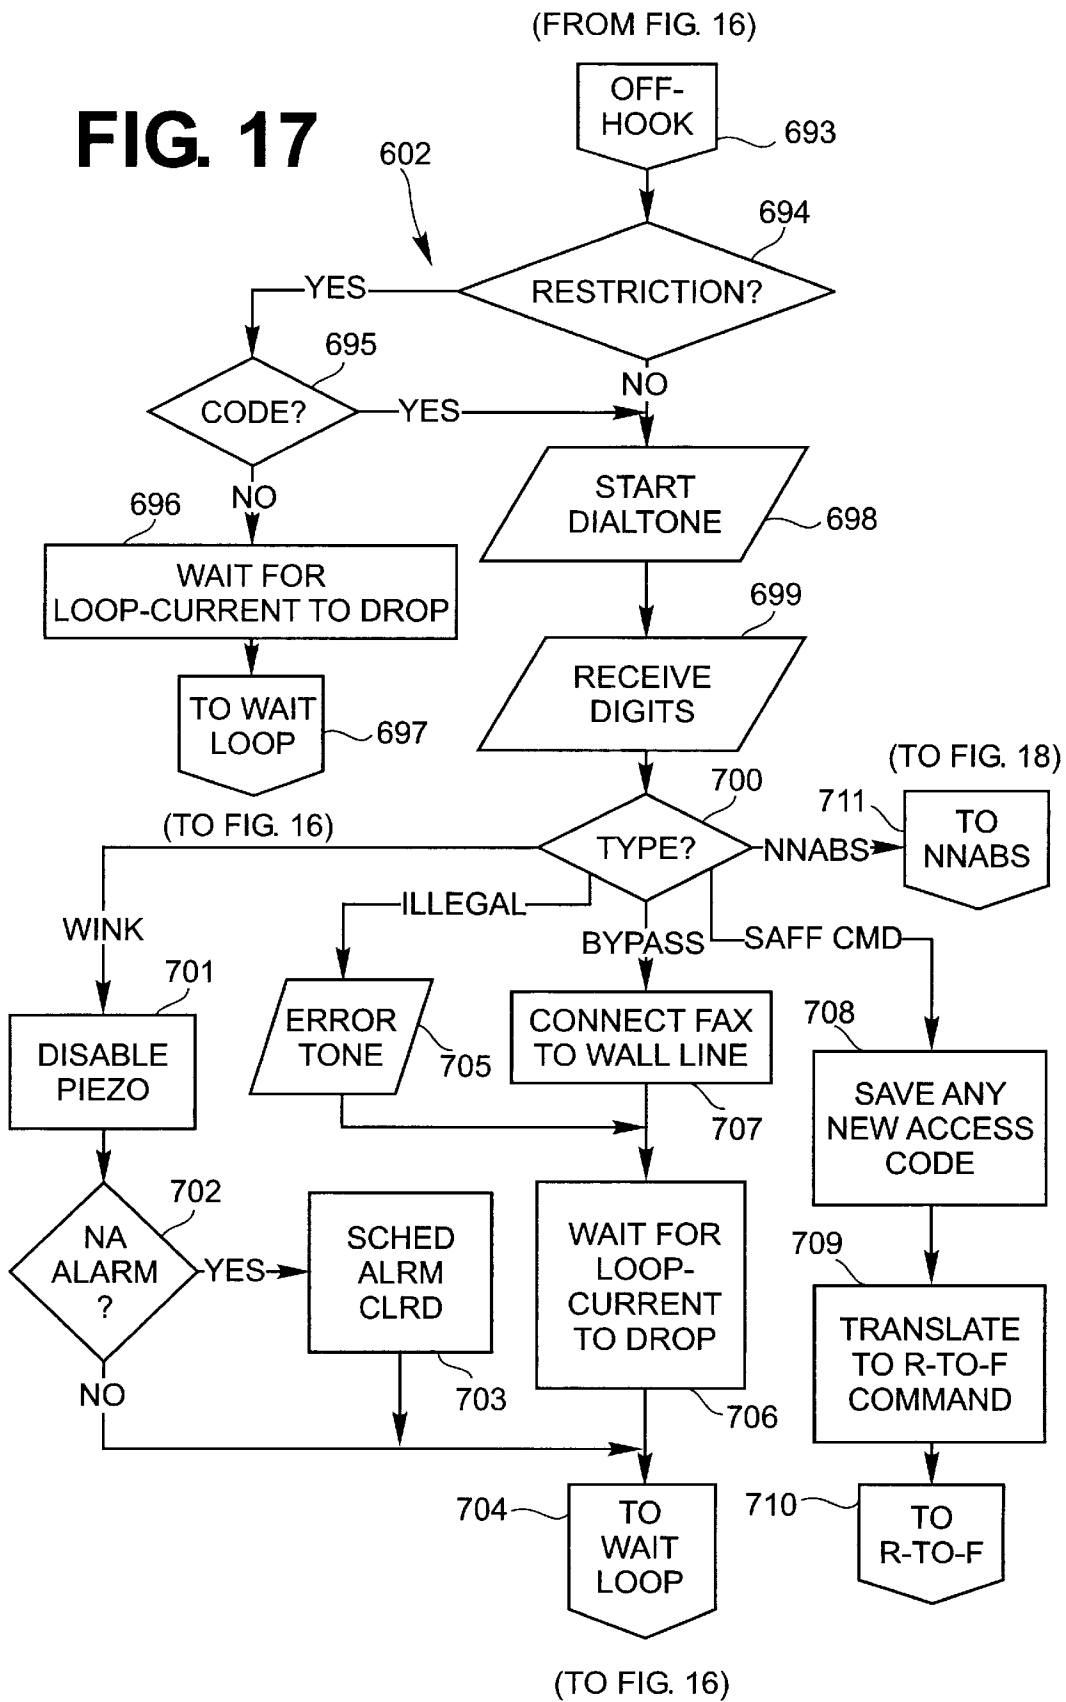 (FROM FIG. 16)
FIG. 17
OFF-
HOOK
693
602
694
RESTRICTION?
YES
NO
695
CODE?
YES
NO
696
WAIT FOR
LOOP-CURRENT TO DROP
TO WAIT
LOOP
697
(TO FIG. 16)
START
DIALTONE
698
699
RECEIVE
DIGITS
700
TYPE?
(TO FIG. 18)
711
NNABS
TO
NNABS
WINK
ILLEGAL
BYPASS
SAFF CMD
701
DISABLE
PIEZO
ERROR
TONE
705
CONNECT FAX
TO WALL LINE
707
708
SAVE ANY
NEW ACCESS
CODE
702
NA
ALARM
?
YES
NO
SCHED
ALRM
CLRD
703
WAIT FOR
LOOP-
CURRENT
TO DROP
706
709
TRANSLATE
TO R-TO-F
COMMAND
704
TO
WAIT
LOOP
710
TO
R-TO-F
(TO FIG. 16)